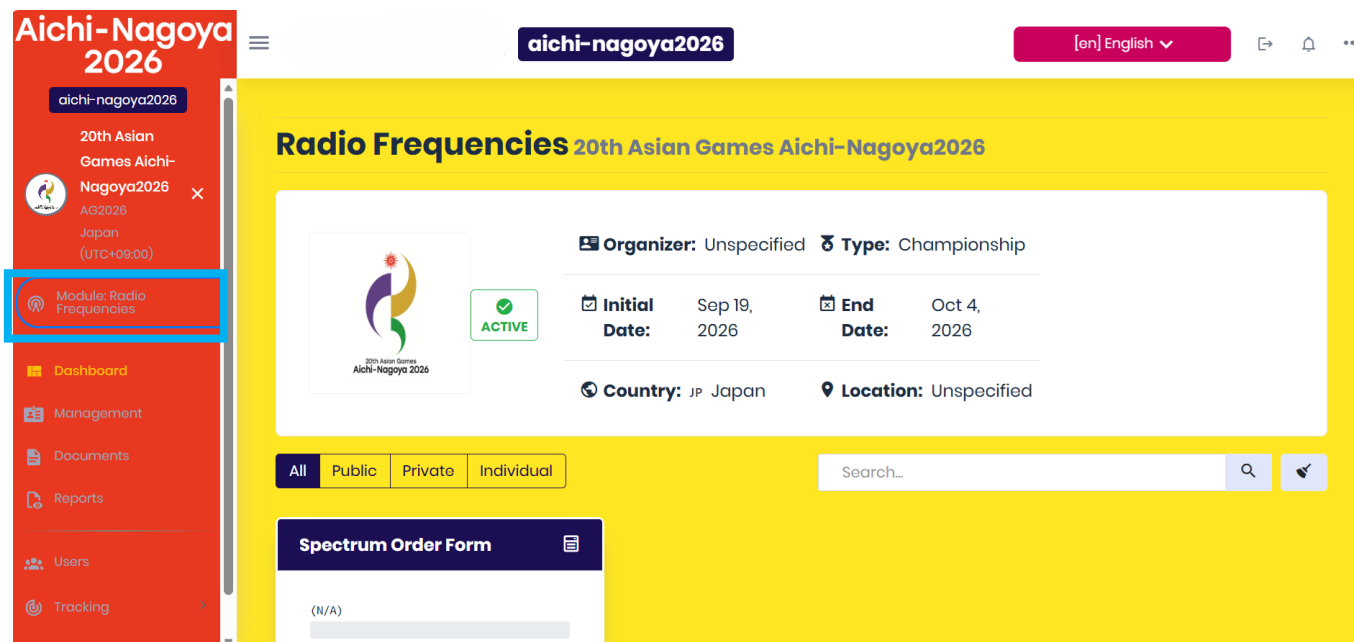 Aichi-Nagoya
2026
aichi-nagoya2026
20th Asian
Games Aichi-
Nagoya2026
AG2026
Japan
(UTC+09:00)
Module: Radio
Frequencies
Dashboard
Management
Documents
Reports
Users
Tracking
aichi-nagoya2026
[en] English
Radio Frequencies 20th Asian Games Aichi-Nagoya2026
20th Asian Games
Aichi-Nagoya 2026
ACTIVE
Organizer: Unspecified Type: Championship
Initial Date: Sep 19, 2026 End Date: Oct 4, 2026
Country: JP Japan Location: Unspecified
All Public Private Individual
Search...
Spectrum Order Form
(N/A)